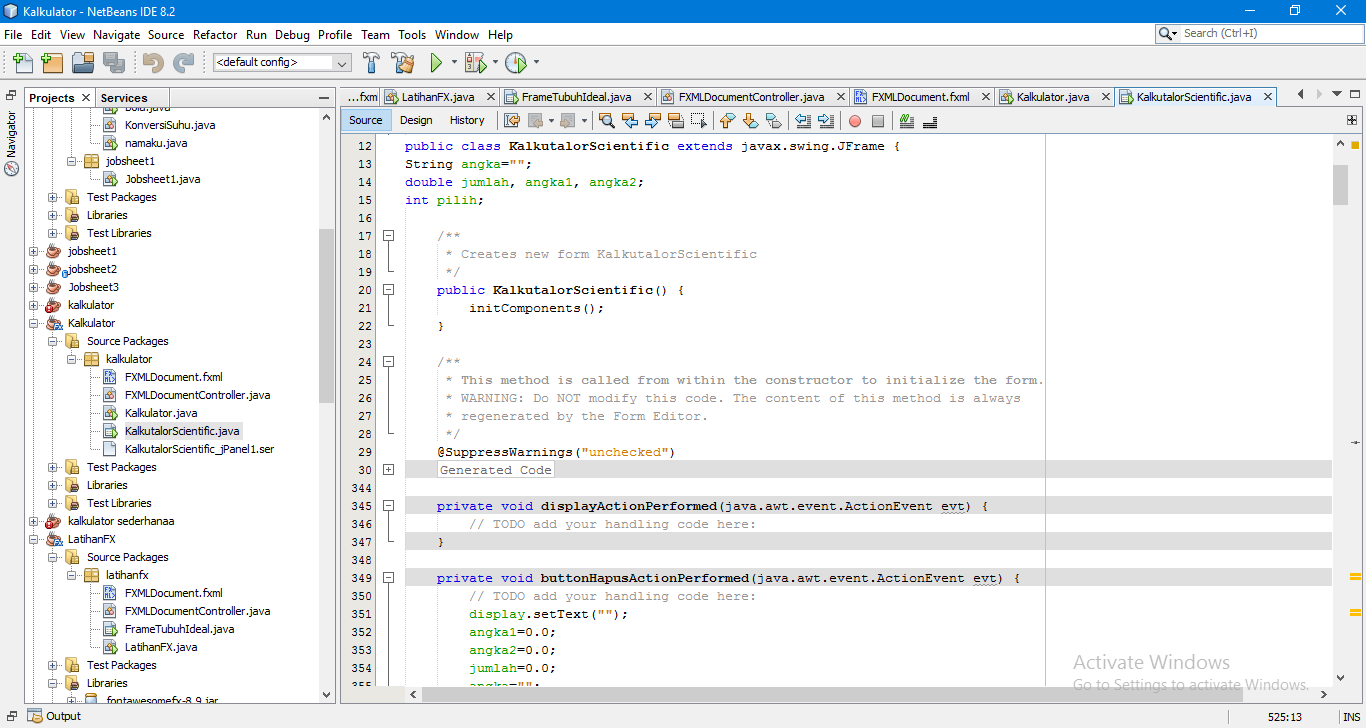 Kalkulator - NetBeans IDE 8.2
File Edit View Navigate Source Refactor Run Debug Profile Team Tools Window Help
Search (Ctrl+I)
<default config>
Projects
Services
Navigator
KonversiSuhu.java
namaku.java
jobsheet1
Jobsheet1.java
Test Packages
Libraries
Test Libraries
jobsheet1
jobsheet2
Jobsheet3
kalkulator
Kalkulator
Source Packages
kalkulator
FXMLDocument.fxml
FXMLDocumentController.java
Kalkulator.java
KalkutalorScientific.java
KalkutalorScientific_jPanel1.ser
Test Packages
Libraries
Test Libraries
kalkulator sederhanaa
LatihanFX
Source Packages
latihanfx
FXMLDocument.fxml
FXMLDocumentController.java
FrameTubuhIdeal.java
LatihanFX.java
Test Packages
Libraries
fontawesomefx-8.9.jar
...fxm LatihanFX.java FrameTubuhIdeal.java FXMLDocumentController.java FXMLDocument.fxml Kalkulator.java KalkutalorScientific.java
Source Design History
12 public class KalkutalorScientific extends javax.swing.JFrame {
13 String angka="";
14 double jumlah, angka1, angka2;
15 int pilih;
16
17 /**
18 * Creates new form KalkutalorScientific
19 */
20 public KalkutalorScientific() {
21 initComponents();
22 }
23
24 /**
25 * This method is called from within the constructor to initialize the form.
26 * WARNING: Do NOT modify this code. The content of this method is always
27 * regenerated by the Form Editor.
28 */
29 @SuppressWarnings("unchecked")
30 Generated Code
344
345 private void displayActionPerformed(java.awt.event.ActionEvent evt) {
346 // TODO add your handling code here:
347 }
348
349 private void buttonHapusActionPerformed(java.awt.event.ActionEvent evt) {
350 // TODO add your handling code here:
351 display.setText("");
352 angka1=0.0;
353 angka2=0.0;
354 jumlah=0.0;
355 angka="";
Activate Windows
Go to Settings to activate Windows.
Output
525:13
INS